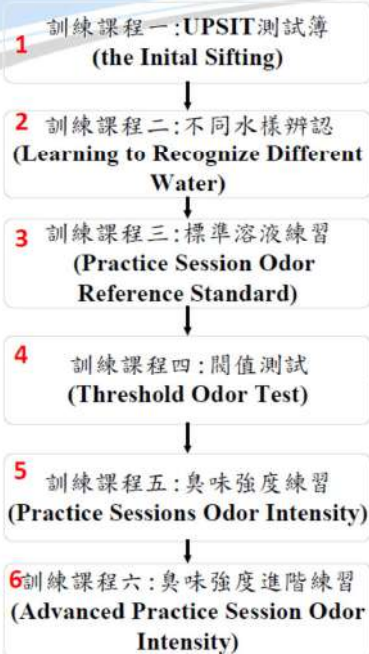 1 訓練課程一:UPSIT測試簿
(the Inital Sifting)
2 訓練課程二:不同水樣辨認
(Learning to Recognize Different
Water)
3 訓練課程三:標準溶液練習
(Practice Session Odor
Reference Standard)
4 訓練課程四:閥值測試
(Threshold Odor Test)
5 訓練課程五:臭味強度練習
(Practice Sessions Odor Intensity)
6 訓練課程六:臭味強度進階練習
(Advanced Practice Session Odor
Intensity)